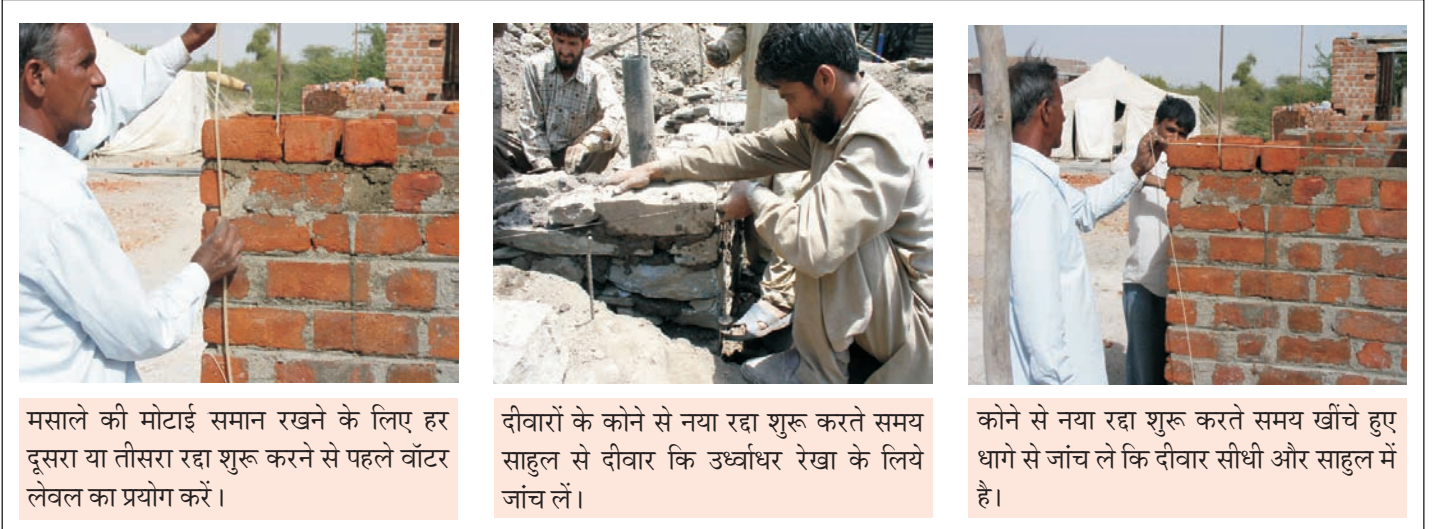 मसाले की मोटाई समान रखने के लिए हर
दूसरा या तीसरा रद्दा शुरू करने से पहले वॉटर
लेवल का प्रयोग करें।
दीवारों के कोने से नया रद्दा शुरू करते समय
साहुल से दीवार कि उर्ध्वाधर रेखा के लिये
जांच लें।
कोने से नया रद्दा शुरू करते समय खींचे हुए
धागे से जांच ले कि दीवार सीधी और साहुल में
है।